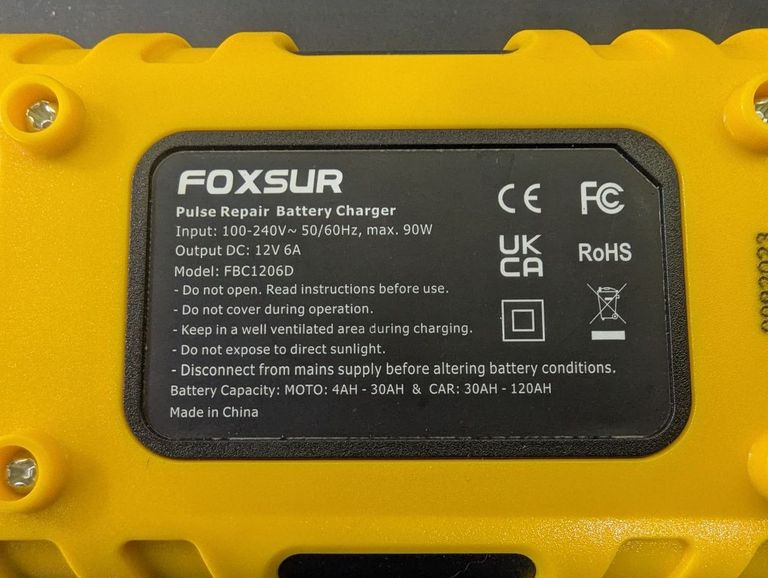 FOXSUR
Pulse Repair Battery Charger
Input: 100-240V~ 50/60Hz, max. 90W
Output DC: 12V 6A
Model: FBC1206D
- Do not open. Read instructions before use.
- Do not cover during operation.
- Keep in a well ventilated area during charging.
- Do not expose to direct sunlight.
- Disconnect from mains supply before altering battery conditions.
Battery Capacity: MOTO: 4AH - 30AH & CAR: 30AH - 120AH
Made in China
CE
FC
UK
CA
RoHS